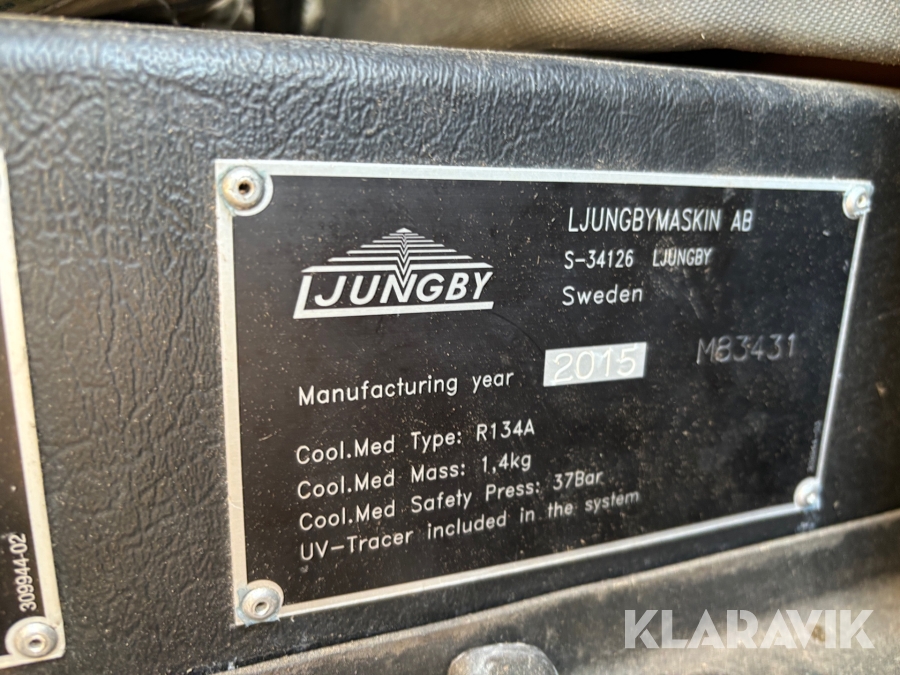 LJUNGBY
LJUNGBYMASKIN AB
S-34126 LJUNGBY
Sweden
Manufacturing year 2015 M83431
Cool.Med Type: R134A
Cool.Med Mass: 1,4kg
Cool.Med Safety Press: 37Bar
UV-Tracer included in the system
309944-02
KLARAVIK